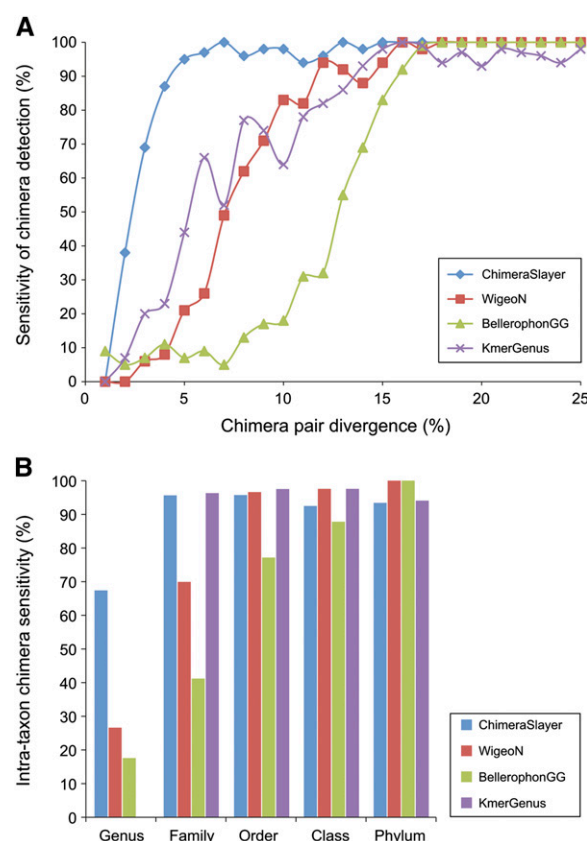 A
Sensitivity of chimera detection (%)
100
90
80
70
60
50
40
30
20
10
0
0 5 10 15 20 25
Chimera pair divergence (%)
ChimeraSlayer
WigeoN
BellerophonGG
KmerGenus
B
Intra-taxon chimera sensitivity (%)
100
90
80
70
60
50
40
30
20
10
0
Genus Family Order Class Phylum
ChimeraSlayer
WigeoN
BellerophonGG
KmerGenus